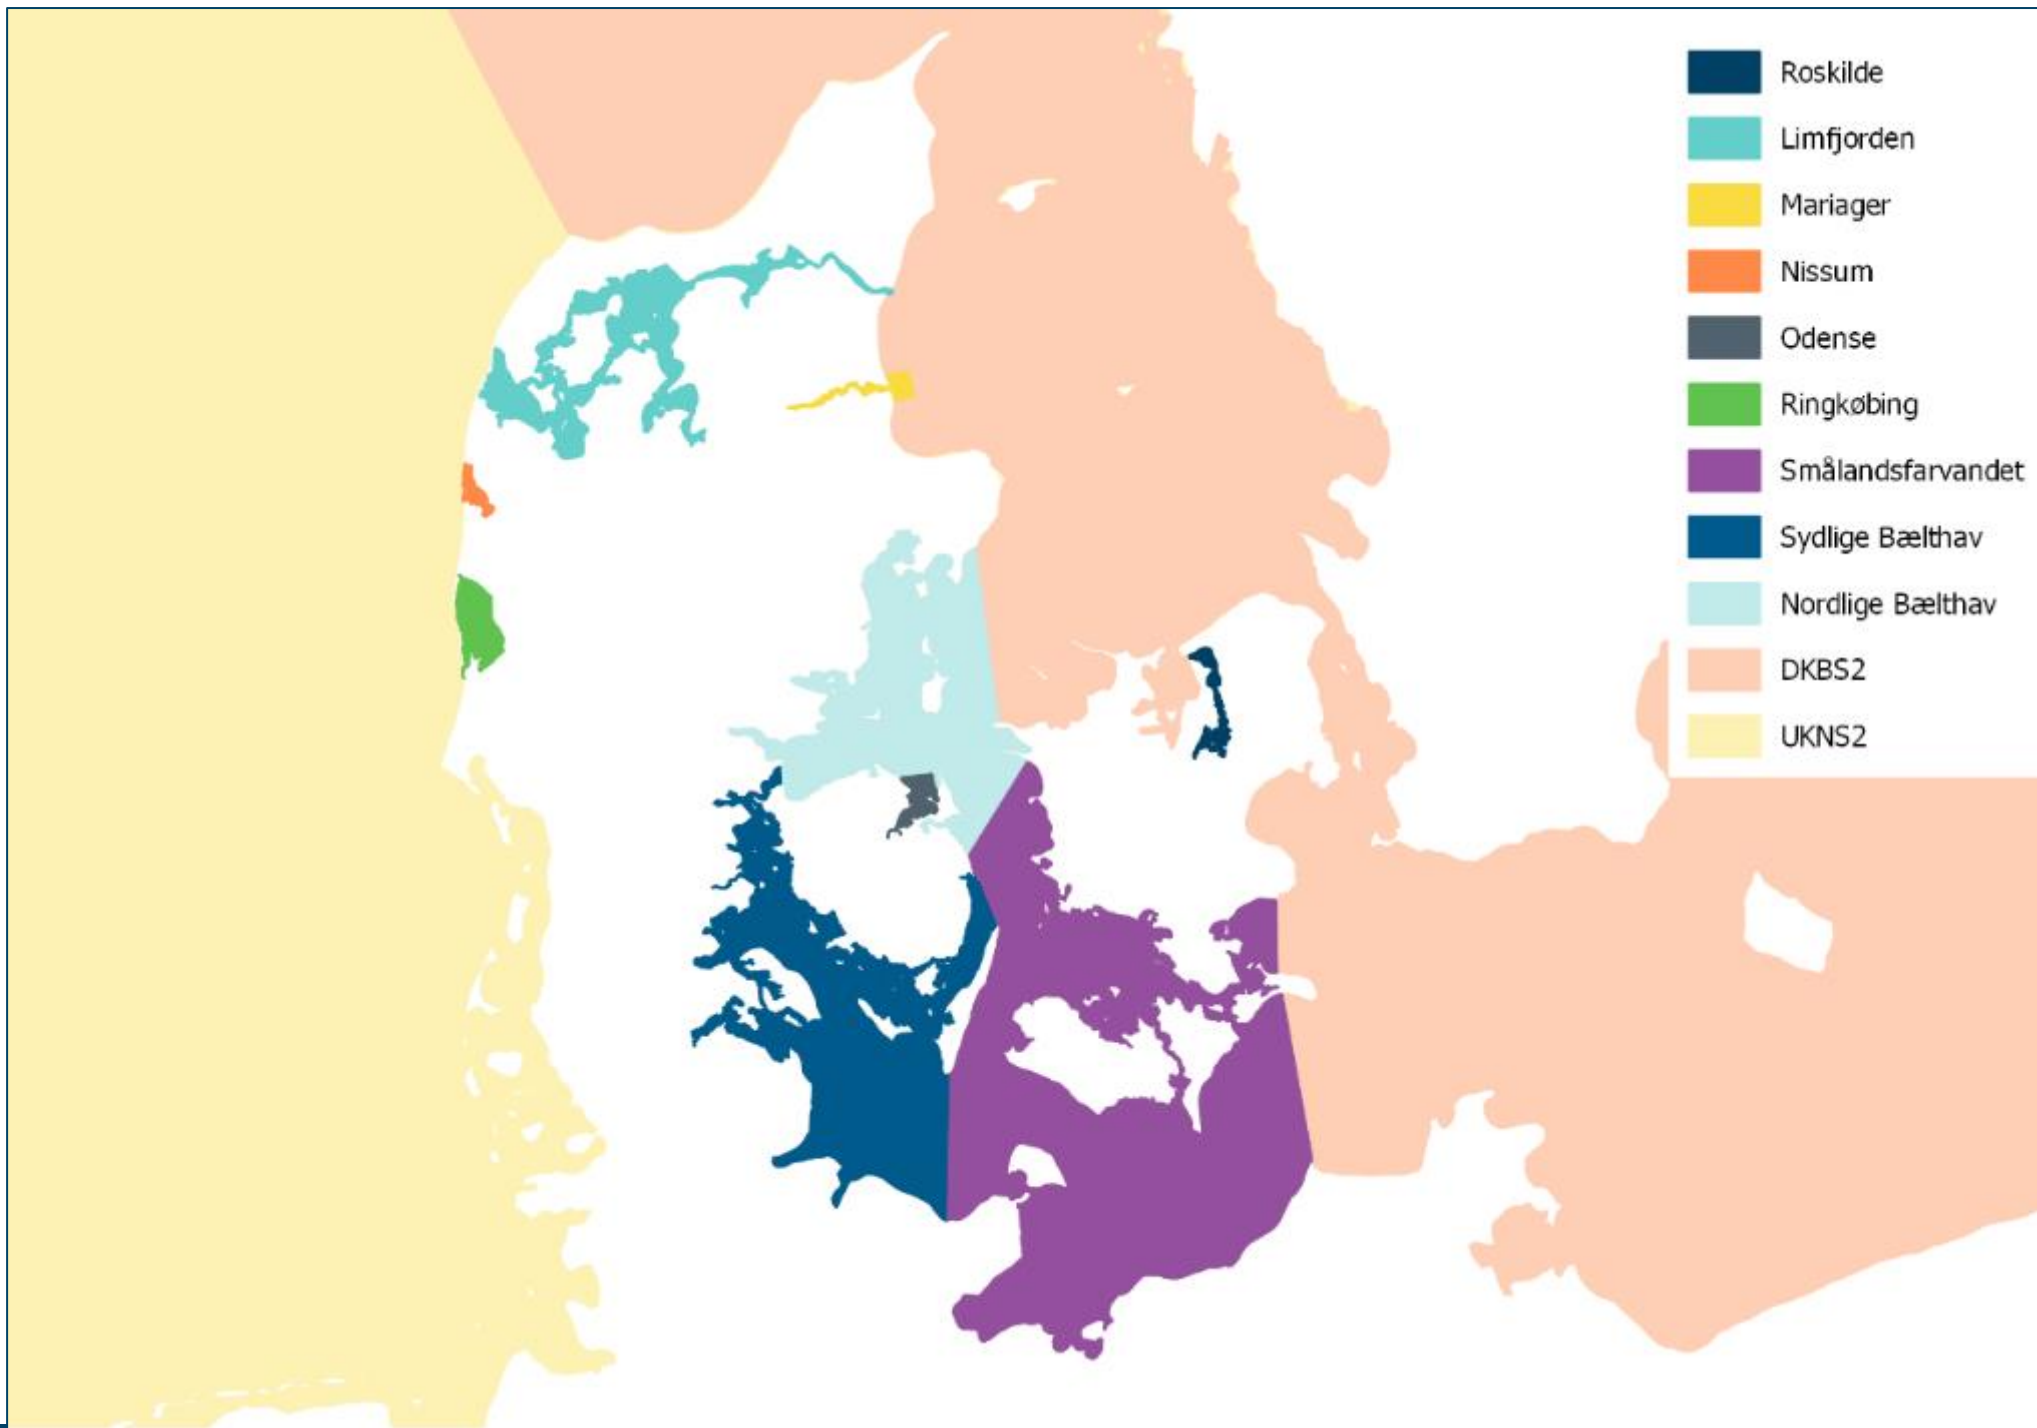 Roskilde
Limfjorden
Mariager
Nissum
Odense
Ringkøbing
Smålandsfarvandet
Sydlige Bælthav
Nordlige Bælthav
DKBS2
UKNS2